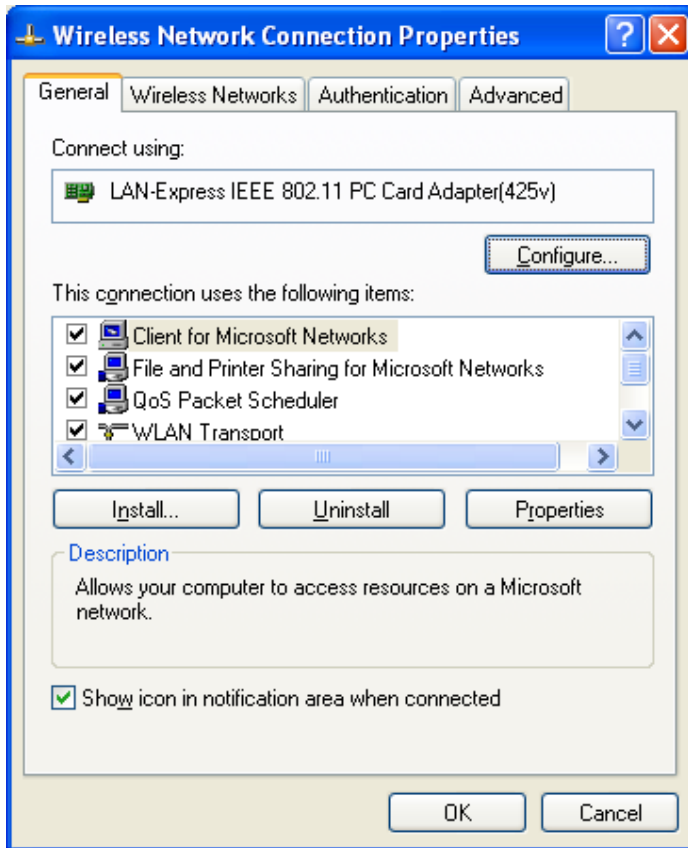 Wireless Network Connection Properties
General Wireless Networks Authentication Advanced
Connect using:
LAN-Express IEEE 802.11 PC Card Adapter(425v)
Configure...
This connection uses the following items:
Client for Microsoft Networks
File and Printer Sharing for Microsoft Networks
QoS Packet Scheduler
WLAN Transport
Install... Uninstall Properties
Description
Allows your computer to access resources on a Microsoft
network.
Show icon in notification area when connected
OK Cancel